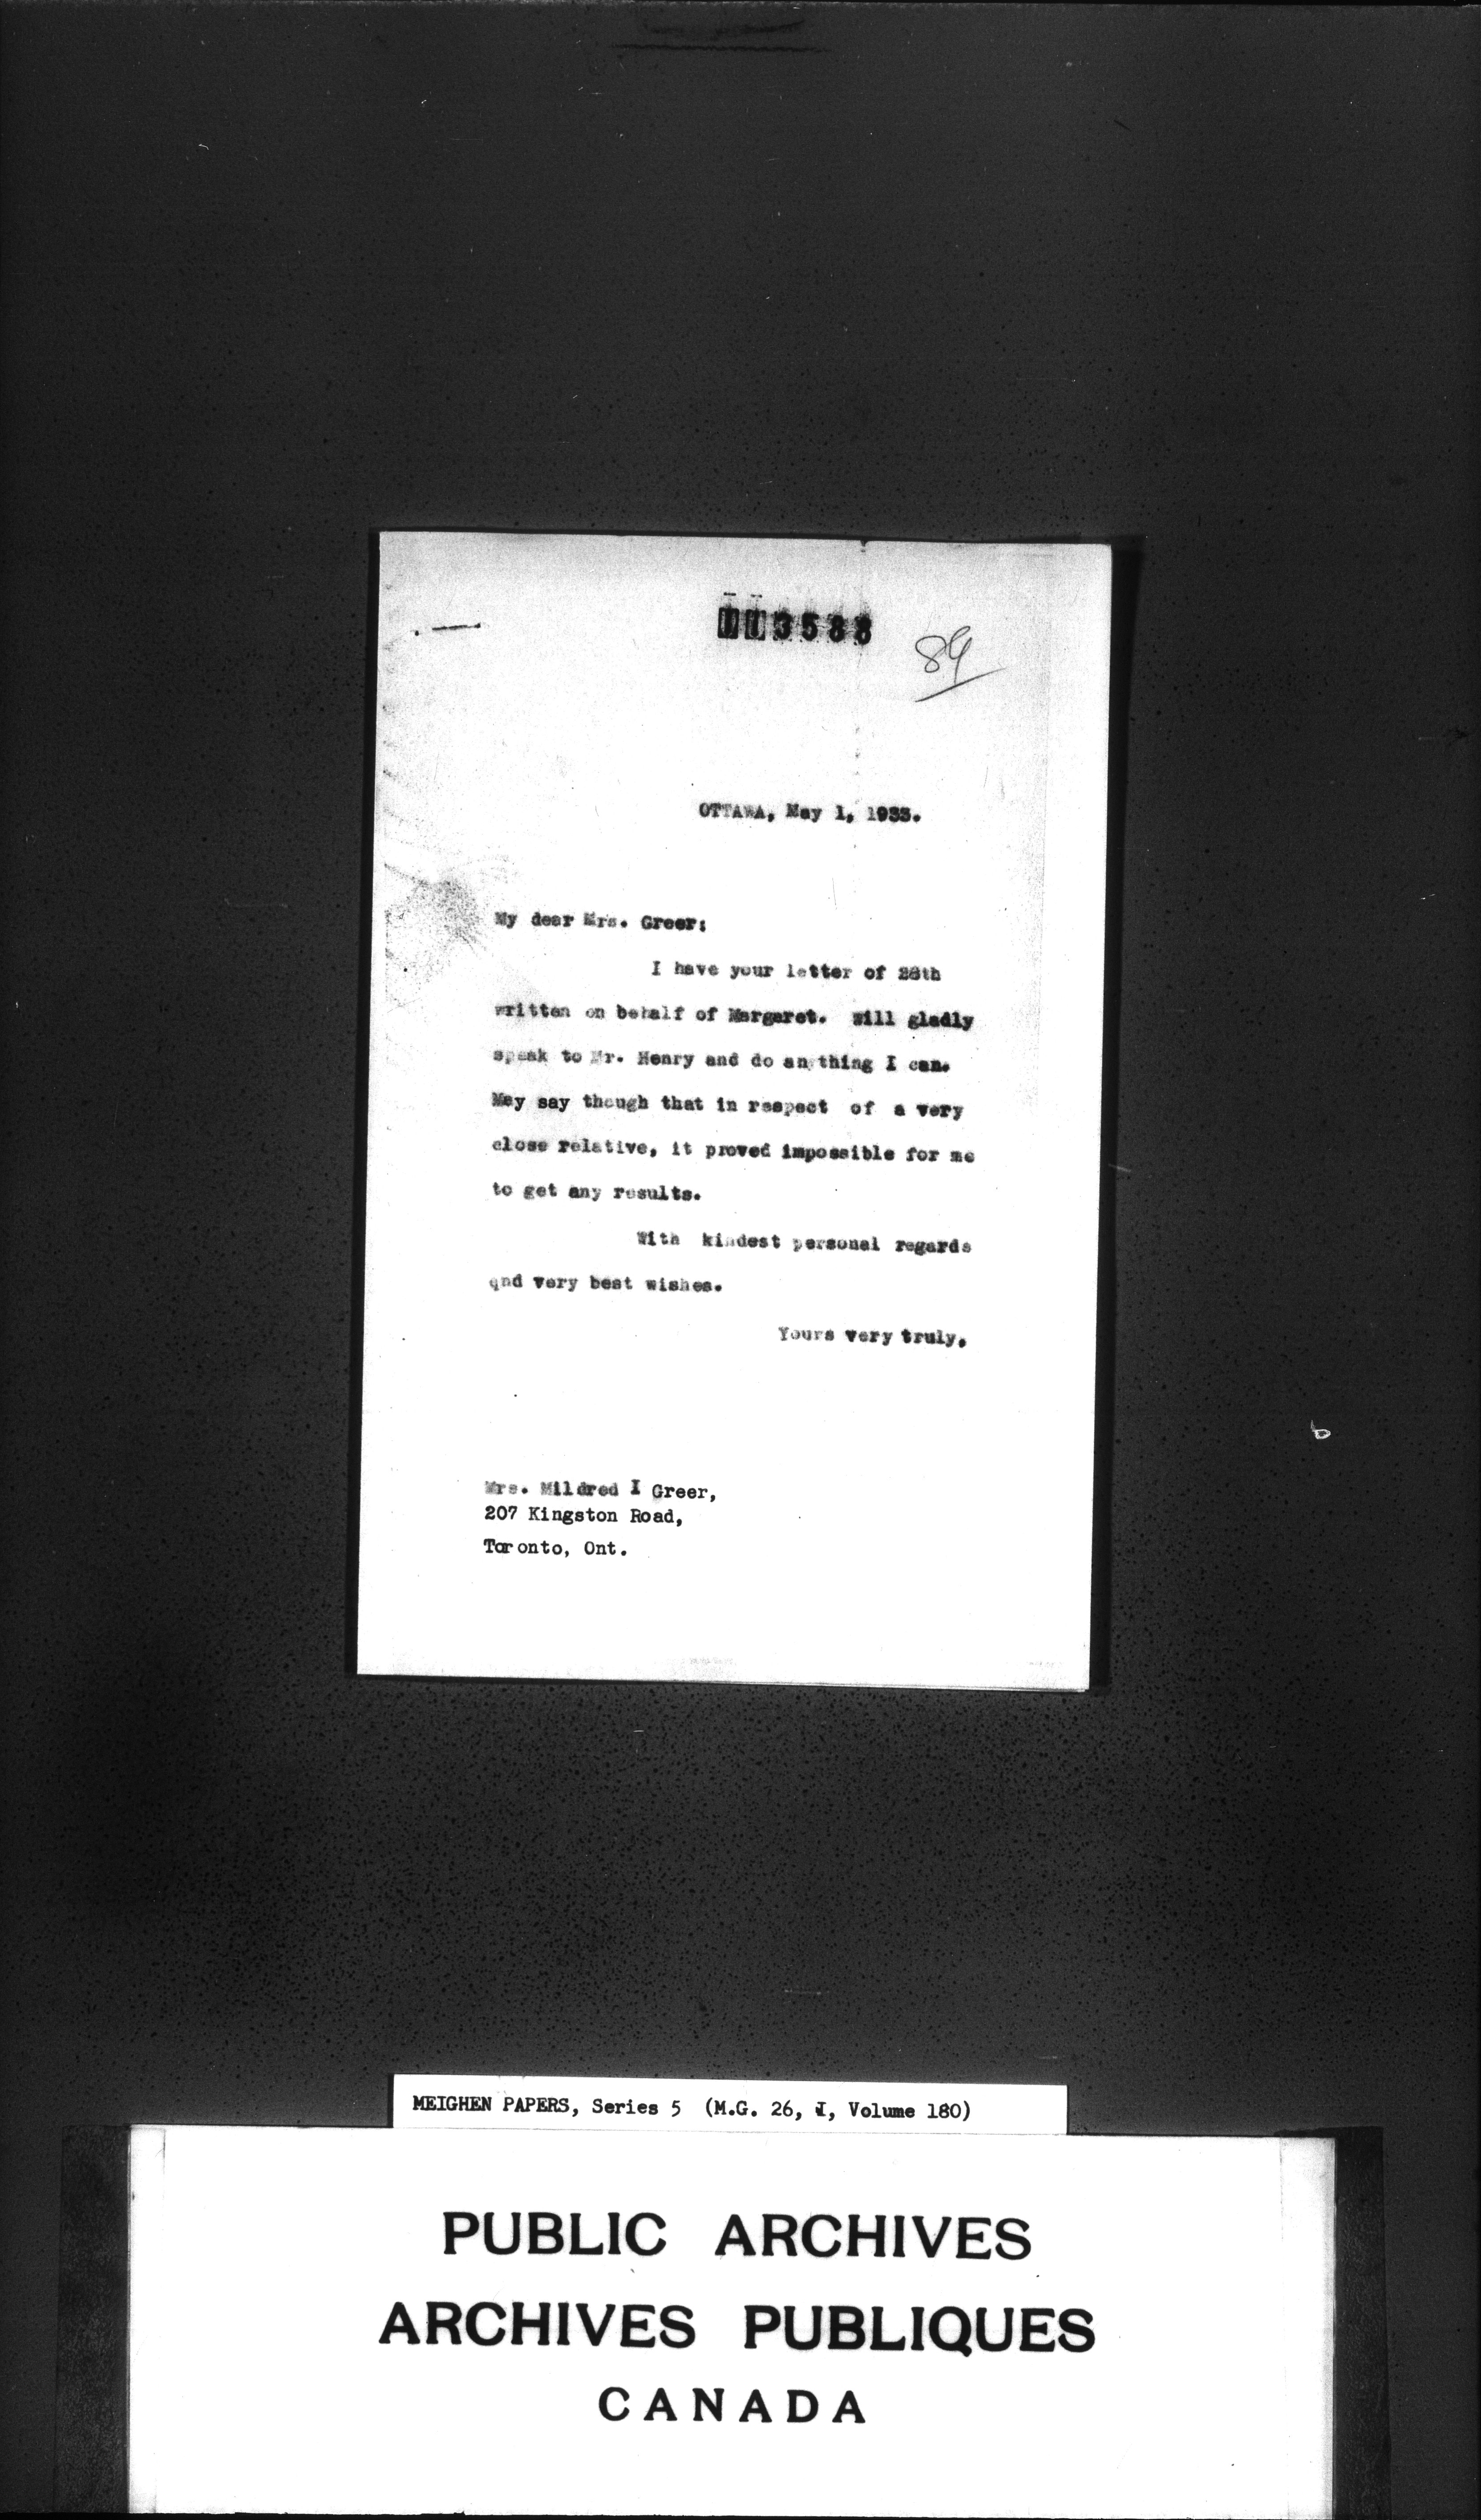 113588
84
OTTAWA, May 1, 1933.
My dear Mrs. Greer:
I have your letter of 28th
written on behalf of Margaret. Will gladly
speak to Mr. Henry and do anything I can.
May say though that in respect of a very
close relative, it proved impossible for me
to get any results.
With kindest personal regards
qnd very best wishes.
Yours very truly,
Mrs. Mildred I Greer,
207 Kingston Road,
Toronto, Ont.
MEIGHEN PAPERS, Series 5 (M.G. 26, I, Volume 180)
PUBLIC ARCHIVES
ARCHIVES PUBLIQUES
CANADA